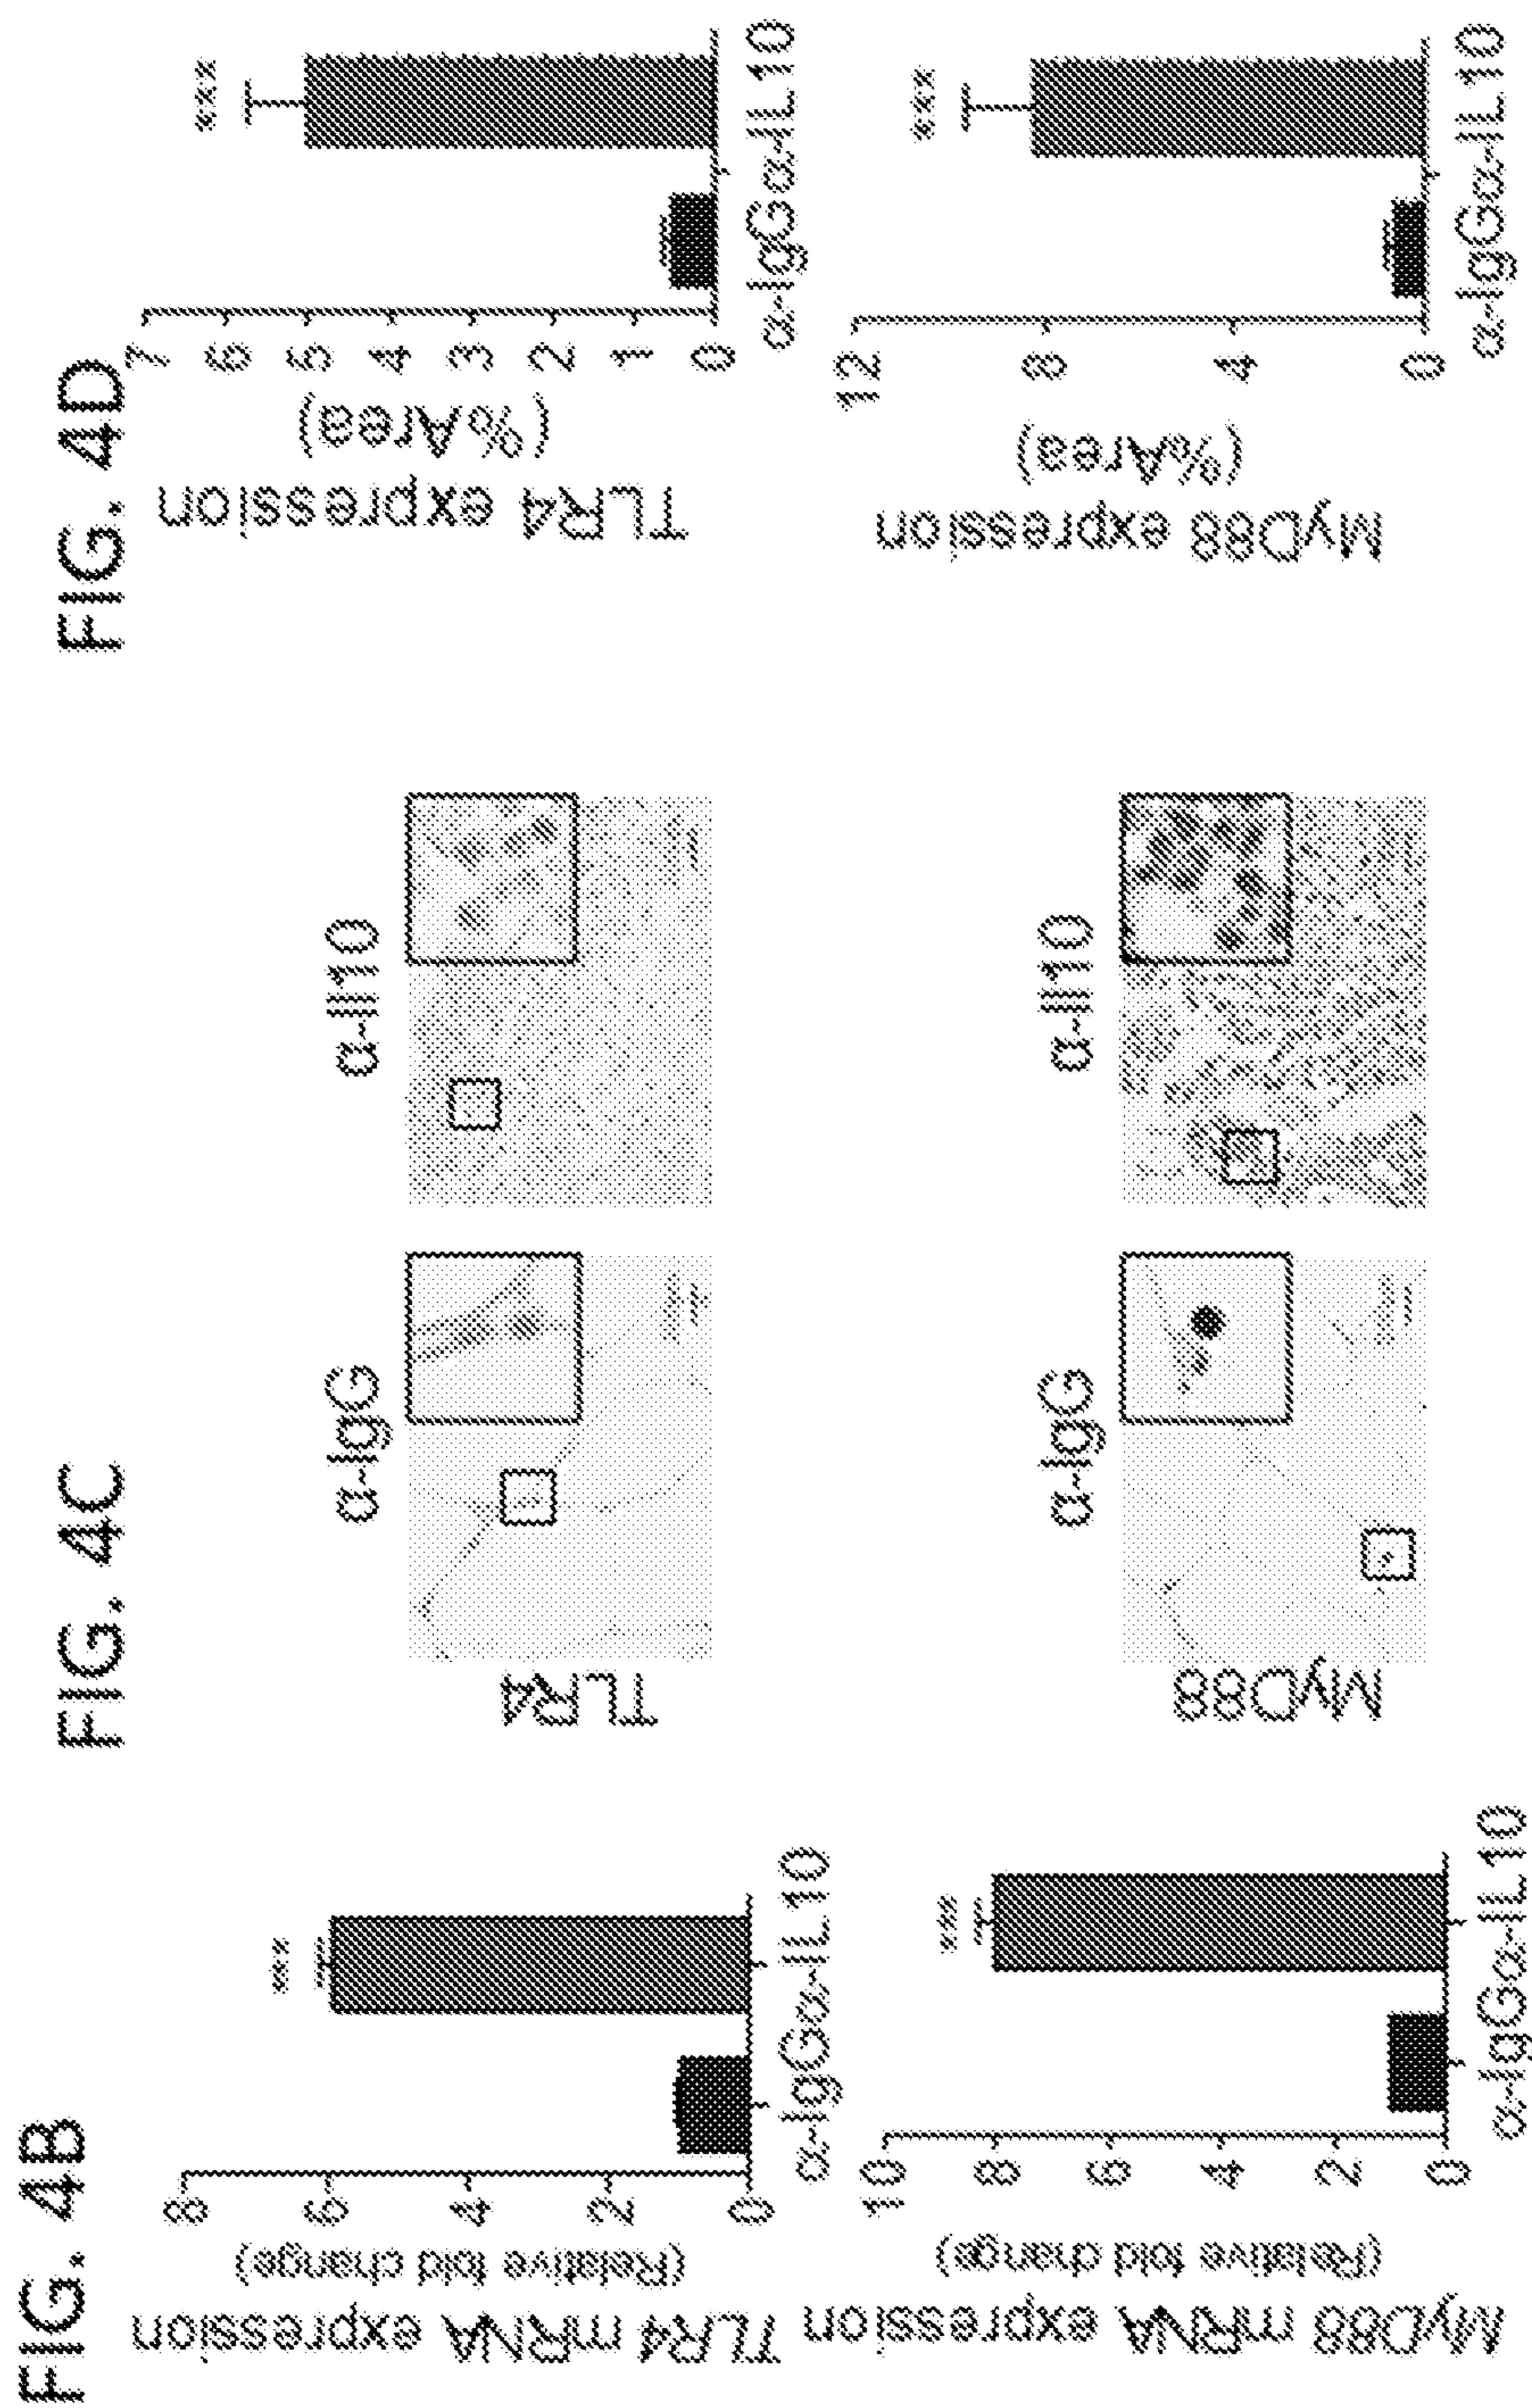 FIG. 4B
TLR4 mRNA expression
(Relative fold change)
8
6
4
2
0
***
α-IgG α-IL10
MyD88 mRNA expression
(Relative fold change)
10
8
6
4
2
0
***
α-IgG α-IL10
FIG. 4C
α-IgG
α-Il10
TLR4
α-IgG
α-Il10
MyD88
FIG. 4D
TLR4 expression
(%Area)
7
6
5
4
3
2
1
0
***
α-IgG α-IL10
MyD88 expression
(%Area)
12
8
4
0
***
α-IgG α-IL10